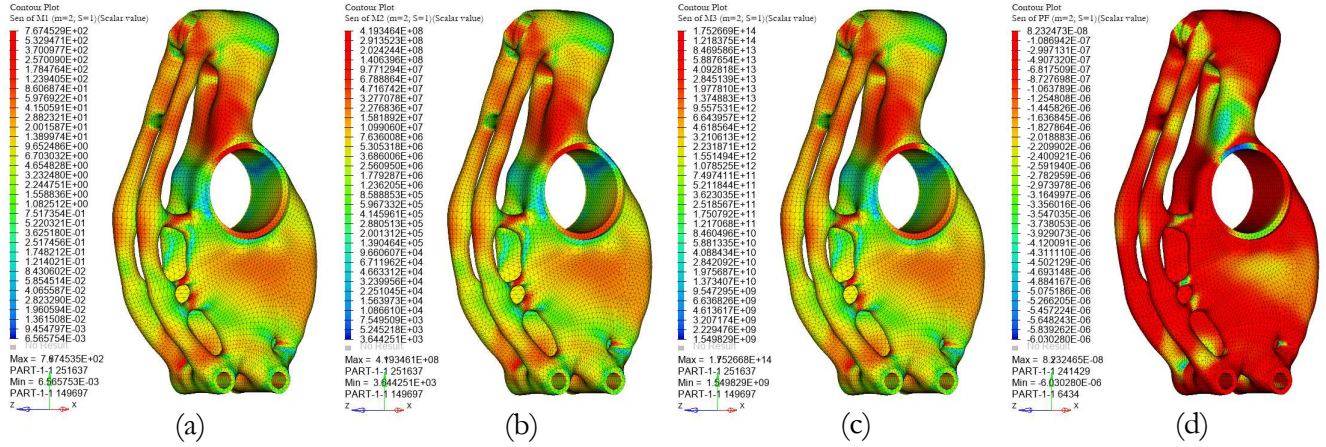 Contour Plot
Sen of M1 (m=2; S=1)(Scalar value)
7.674529E+02
5.329471E+02
3.700977E+02
2.570090E+02
1.784764E+02
1.239405E+02
8.606874E+01
5.976922E+01
4.150591E+01
2.882321E+01
2.001587E+01
1.389974E+01
9.652486E+00
6.703032E+00
4.654828E+00
3.232480E+00
2.244751E+00
1.558836E+00
1.082512E+00
7.517354E-01
5.220321E-01
3.625180E-01
2.517456E-01
1.748212E-01
1.214021E-01
8.430602E-02
5.854514E-02
4.065587E-02
2.823290E-02
1.960594E-02
1.361508E-02
9.454797E-03
6.565754E-03
No Result
Max = 7.674535E+02
PART-1-1 251637
Min = 6.565753E-03
PART-1-1 149697
Z
X
(a)
Contour Plot
Sen of M2 (m=2; S=1)(Scalar value)
4.193464E+08
2.913523E+08
2.024244E+08
1.406396E+08
9.771294E+07
6.788864E+07
4.716742E+07
3.277078E+07
2.276836E+07
1.581892E+07
1.099060E+07
7.636008E+06
5.305318E+06
3.686006E+06
2.560950E+06
1.779287E+06
1.236205E+06
8.588853E+05
5.967332E+05
4.145961E+05
2.880513E+05
2.001312E+05
1.390464E+05
9.660607E+04
6.711962E+04
4.663312E+04
3.239956E+04
2.251045E+04
1.563973E+04
1.086610E+04
7.549509E+03
5.245218E+03
3.644251E+03
No Result
Max = 4.193461E+08
PART-1-1 251637
Min = 3.644251E+03
PART-1-1 149697
Z
X
(b)
Contour Plot
Sen of M3 (m=2; S=1)(Scalar value)
1.752669E+14
1.218375E+14
8.469586E+13
5.887654E+13
4.092818E+13
2.845139E+13
1.977810E+13
1.374883E+13
9.557531E+12
6.643957E+12
4.618564E+12
3.210613E+12
2.231871E+12
1.551494E+12
1.078525E+12
7.497411E+11
5.211844E+11
3.623035E+11
2.518567E+11
1.750792E+11
1.217068E+11
8.460496E+10
5.881335E+10
4.088434E+10
2.842092E+10
1.975687E+10
1.373407E+10
9.547295E+09
6.636826E+09
4.613617E+09
3.207174E+09
2.229476E+09
1.549829E+09
No Result
Max = 1.752668E+14
PART-1-1 251637
Min = 1.549829E+09
PART-1-1 149697
Z
X
(c)
Contour Plot
Sen of PF (m=2; S=1)(Scalar value)
8.232473E-08
-1.086942E-07
-2.997131E-07
-4.907320E-07
-6.817509E-07
-8.727698E-07
-1.063789E-06
-1.254808E-06
-1.445826E-06
-1.636845E-06
-1.827864E-06
-2.018883E-06
-2.209902E-06
-2.400921E-06
-2.591940E-06
-2.782959E-06
-2.973978E-06
-3.164997E-06
-3.356016E-06
-3.547035E-06
-3.738053E-06
-3.929073E-06
-4.120091E-06
-4.311110E-06
-4.502129E-06
-4.693148E-06
-4.884167E-06
-5.075186E-06
-5.266205E-06
-5.457224E-06
-5.648243E-06
-5.839262E-06
-6.030280E-06
No Result
Max = 8.232465E-08
PART-1-1 241429
Min = -6.030280E-06
PART-1-1 6434
Z
X
(d)